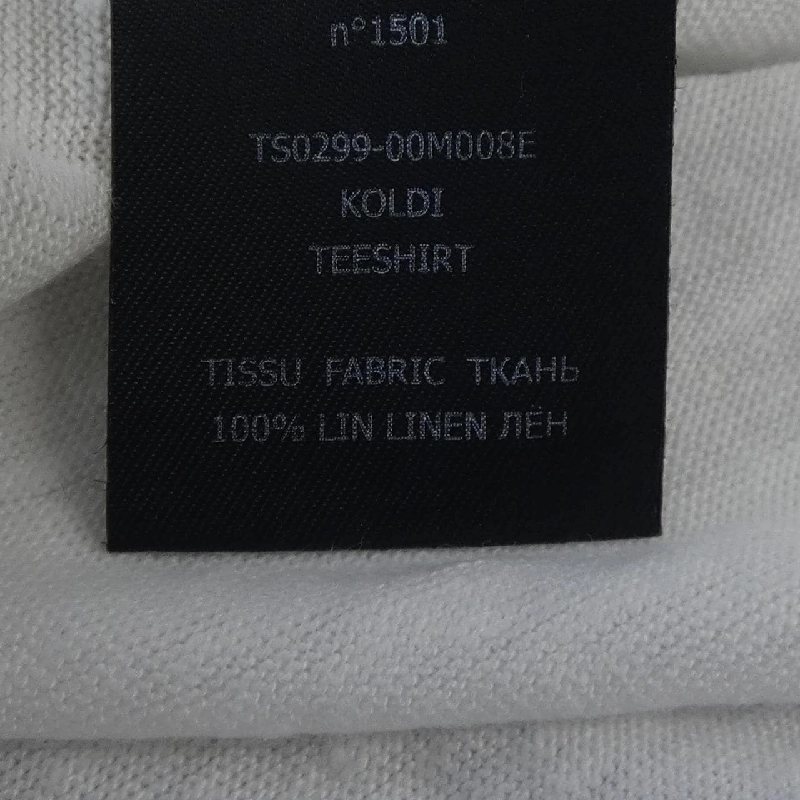 n°1501
TS0299-00M008E
KOLDI
TEESHIRT
TISSU FABRIC ТКАНЬ
100% LIN LINEN ЛЁН